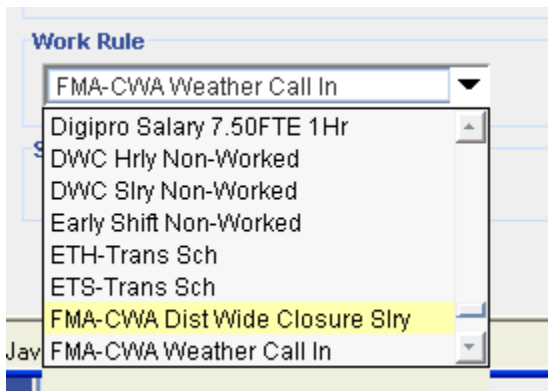 Work Rule
FMA-CWA Weather Call In
Digipro Salary 7.50FTE 1Hr
DWC Hrly Non-Worked
S
DWC Slry Non-Worked
Early Shift Non-Worked
ETH-Trans Sch
ETS-Trans Sch
FMA-CWA Dist Wide Closure Slry
Jav
FMA-CWA Weather Call In